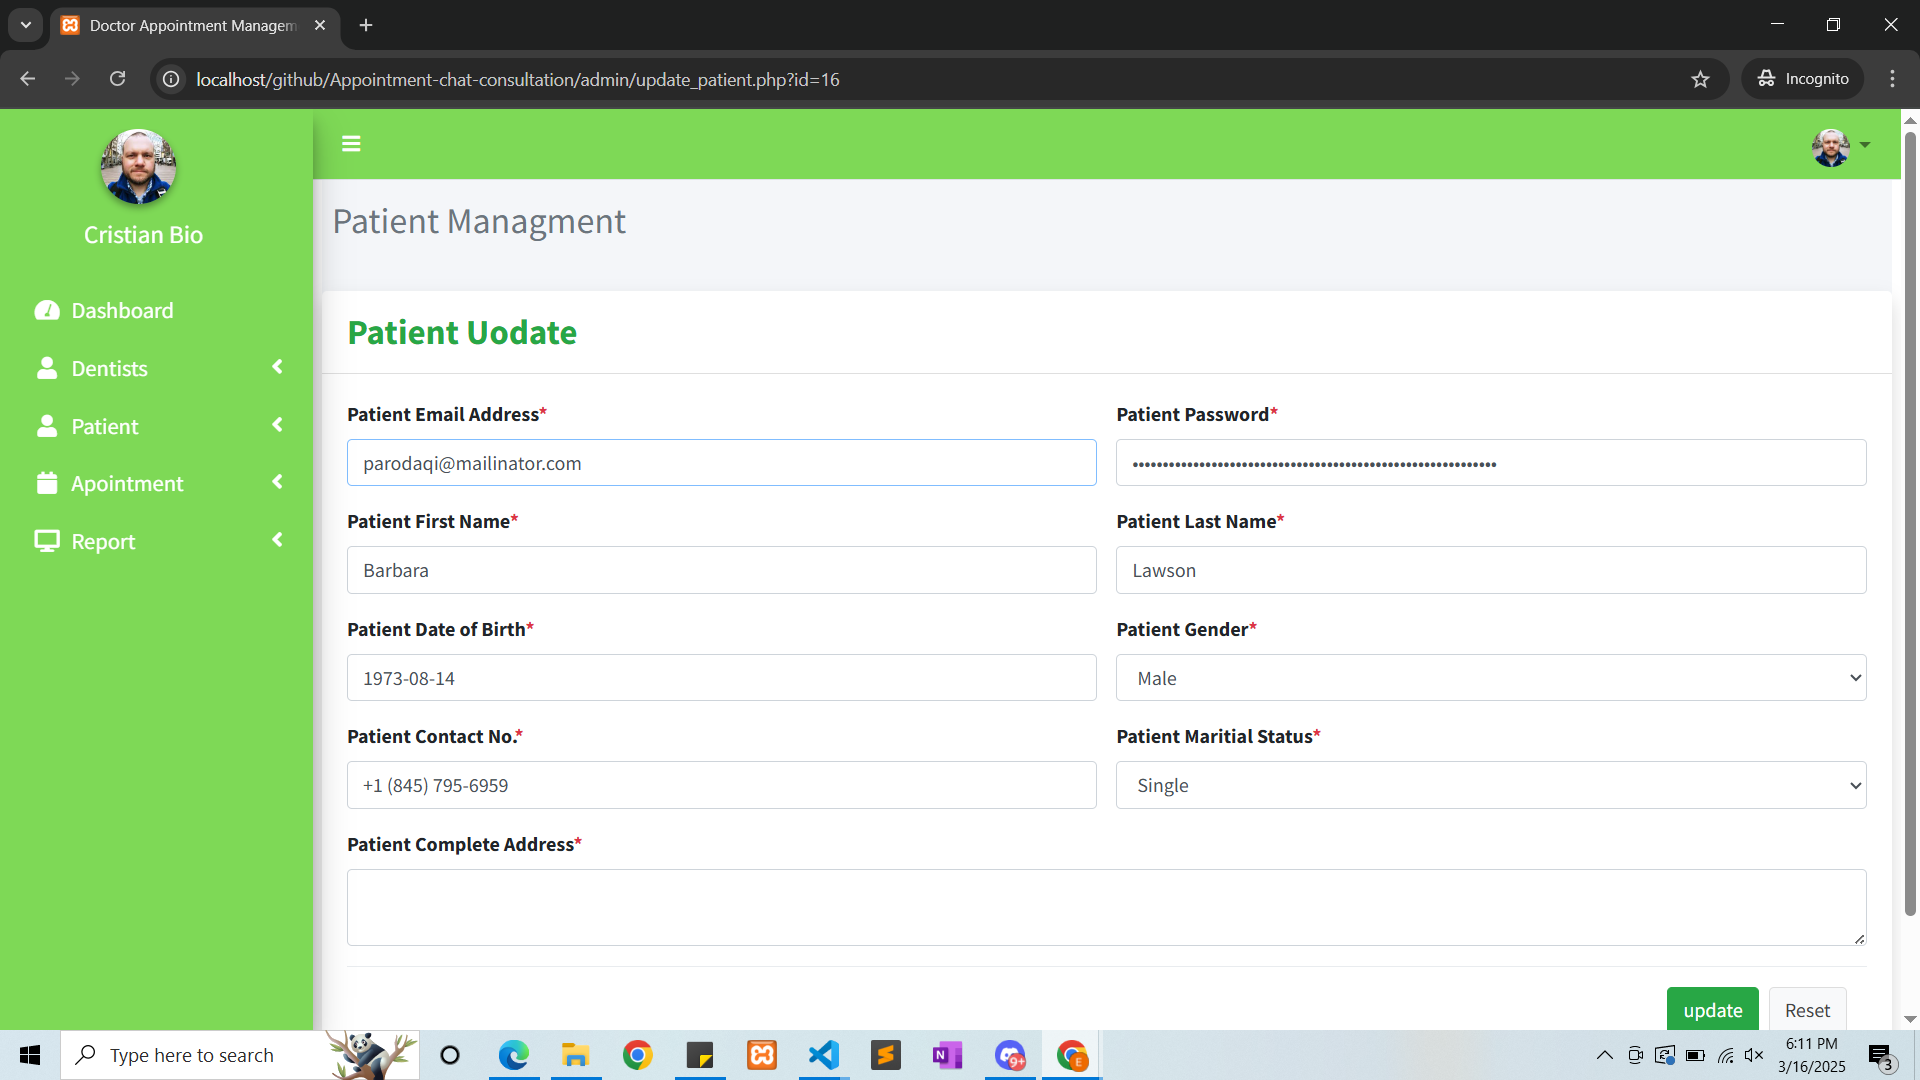 Doctor Appointment Managem
localhost/github/Appointment-chat-consultation/admin/update_patient.php?id=16
Incognito
Cristian Bio
Dashboard
Dentists
Patient
Apointment
Report
Patient Managment
Patient Uodate
Patient Email Address*
Patient Password*
parodaqi@mailinator.com
Patient First Name*
Patient Last Name*
Barbara
Lawson
Patient Date of Birth*
Patient Gender*
1973-08-14
Male
Patient Contact No.*
Patient Maritial Status*
+1 (845) 795-6959
Single
Patient Complete Address*
update
Reset
Type here to search
N
9+
E
6:11 PM
3/16/2025
3